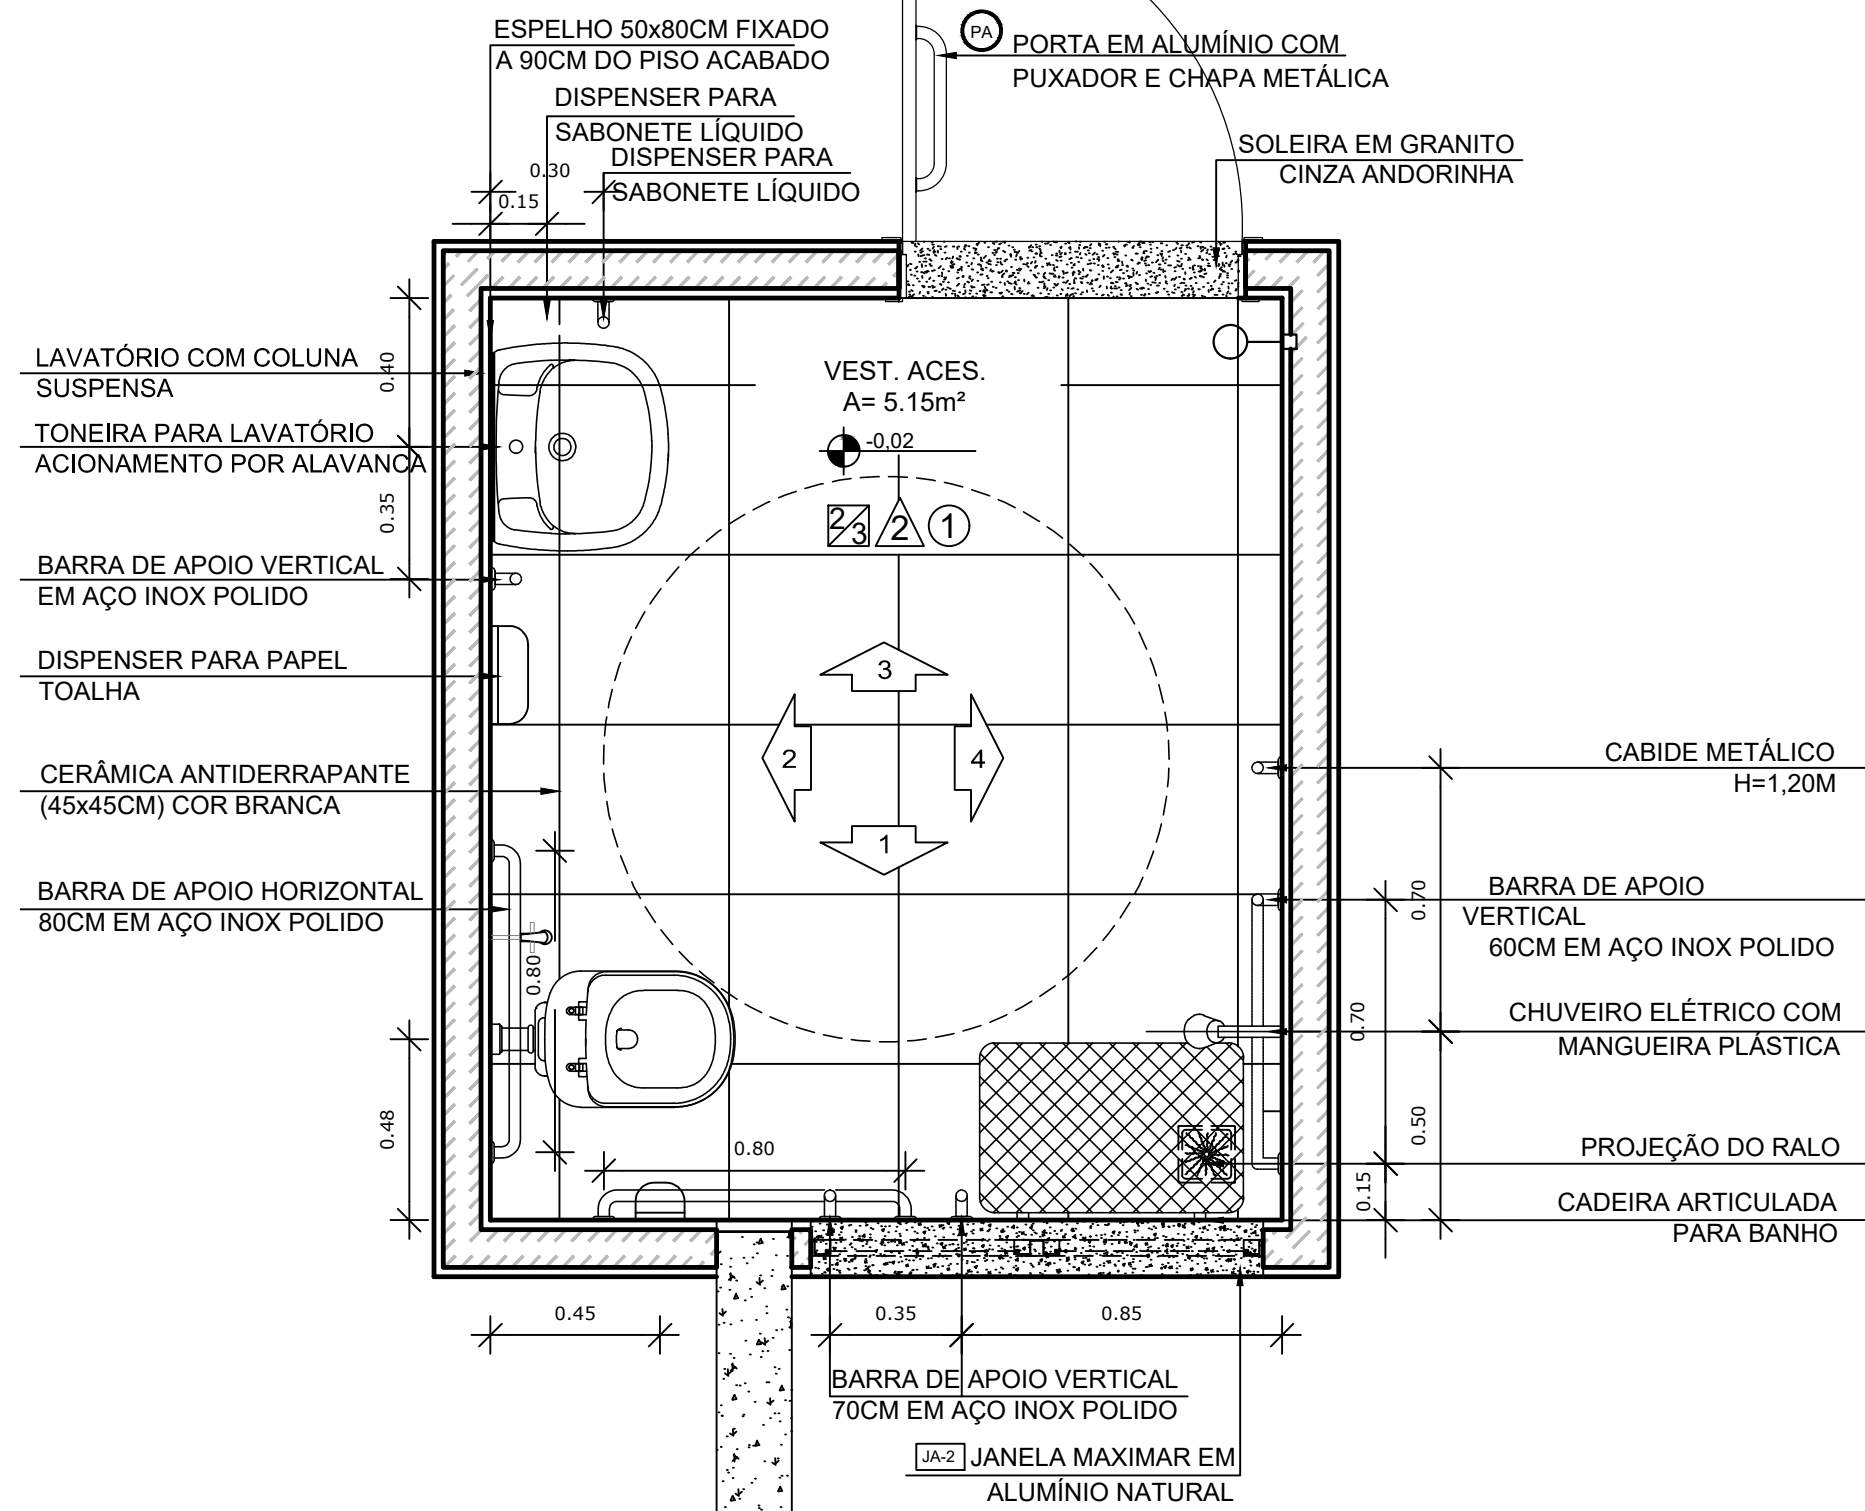 ESPELHO 50x80CM FIXADO
A 90CM DO PISO ACABADO
DISPENSER PARA
SABONETE LÍQUIDO
DISPENSER PARA
SABONETE LÍQUIDO
0.30
0.15
PA
PORTA EM ALUMÍNIO COM
PUXADOR E CHAPA METÁLICA
SOLEIRA EM GRANITO
CINZA ANDORINHA
LAVATÓRIO COM COLUNA
SUSPENSA
0.40
TONEIRA PARA LAVATÓRIO
ACIONAMENTO POR ALAVANCA
0.35
BARRA DE APOIO VERTICAL
EM AÇO INOX POLIDO
DISPENSER PARA PAPEL
TOALHA
CERÂMICA ANTIDERRAPANTE
(45x45CM) COR BRANCA
BARRA DE APOIO HORIZONTAL
80CM EM AÇO INOX POLIDO
0.48
VEST. ACES.
A= 5.15m²
-0,02
2/3
2
1
3
2
4
1
0.80
0.80
CABIDE METÁLICO
H=1,20M
0.70
BARRA DE APOIO
VERTICAL
60CM EM AÇO INOX POLIDO
0.70
CHUVEIRO ELÉTRICO COM
MANGUEIRA PLÁSTICA
0.50
PROJEÇÃO DO RALO
0.15
CADEIRA ARTICULADA
PARA BANHO
0.45
0.35
0.85
BARRA DE APOIO VERTICAL
70CM EM AÇO INOX POLIDO
JA-2
JANELA MAXIMAR EM
ALUMÍNIO NATURAL